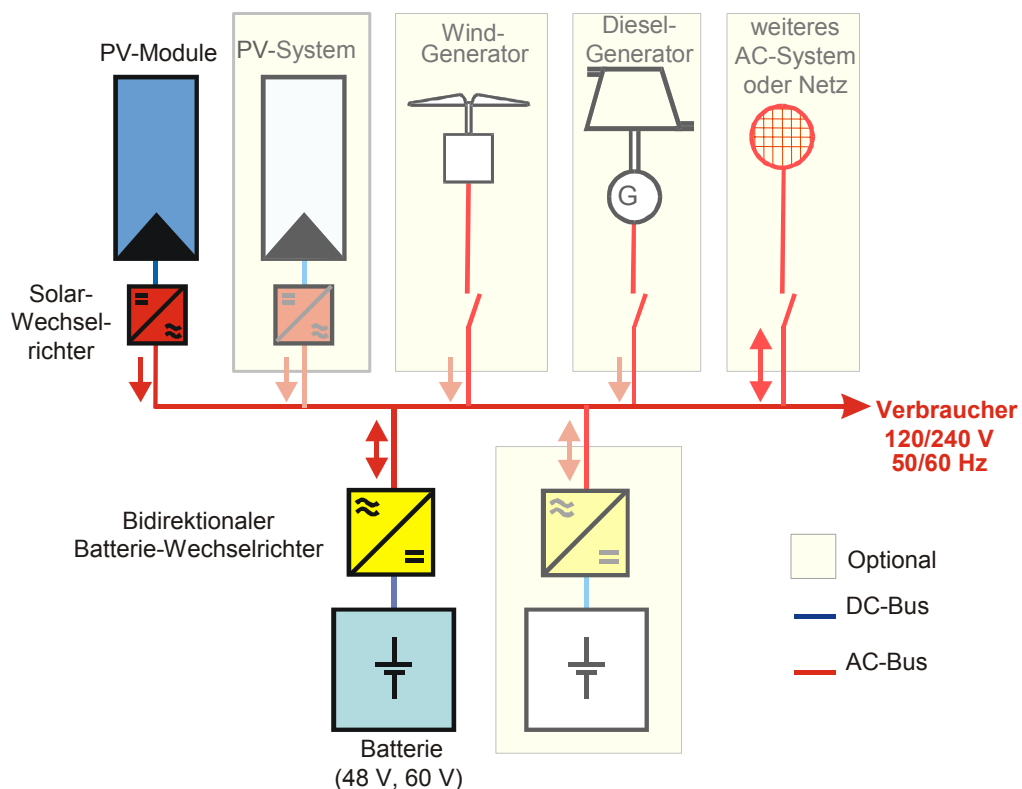 PV-Module
PV-System
Wind-
Generator
Diesel-
Generator
weiteres
AC-System
oder Netz
G
Solar-
Wechsel-
richter
Verbraucher
120/240 V
50/60 Hz
Bidirektionaler
Batterie-Wechselrichter
Optional
DC-Bus
AC-Bus
Batterie
(48 V, 60 V)